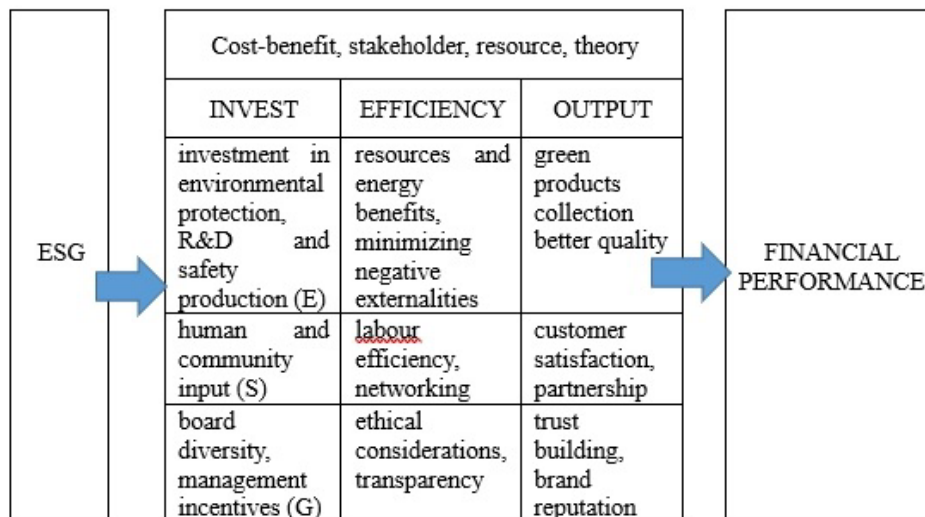 Cost-benefit, stakeholder, resource, theory
INVEST
EFFICIENCY
OUTPUT
ESG
investment in
environmental
protection,
R&D and
safety
production (E)
resources and
energy
benefits,
minimizing
negative
externalities
green
products
collection
better quality
human and
community
input (S)
labour
efficiency,
networking
customer
satisfaction,
partnership
board
diversity,
management
incentives (G)
ethical
considerations,
transparency
trust
building,
brand
reputation
FINANCIAL
PERFORMANCE